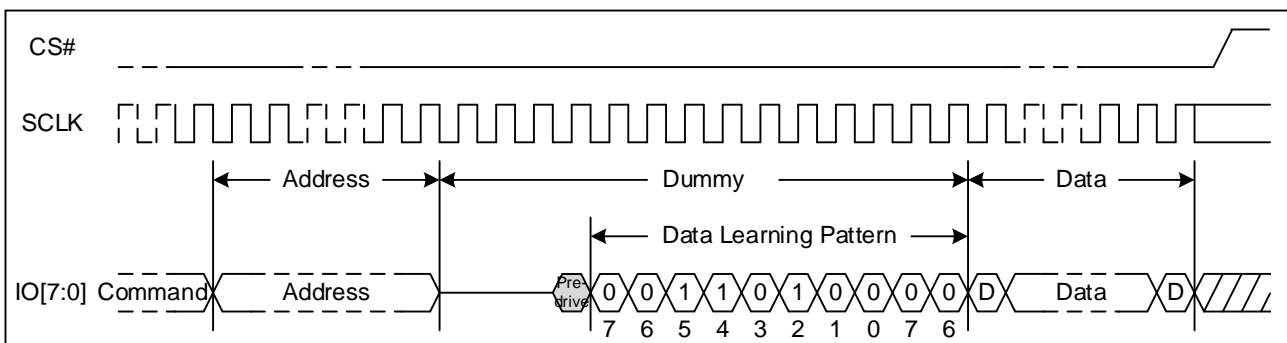 CS#
SCLK
Address Dummy Data
Data Learning Pattern
IO[7:0] Command Address Pre-drive 0 0 1 1 0 1 0 0 0 0 D Data D
7 6 5 4 3 2 1 0 7 6